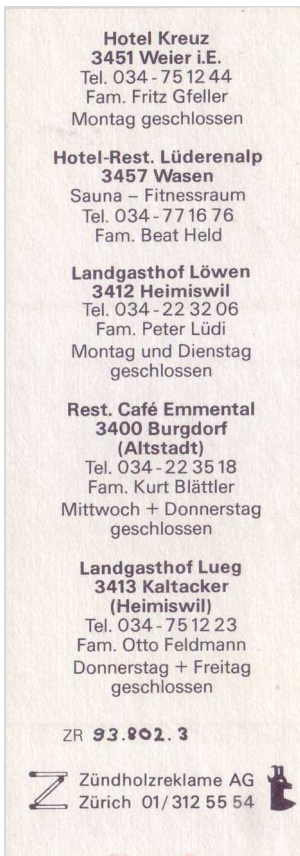 Hotel Kreuz
3451 Weier i.E.
Tel. 034-75 12 44
Fam. Fritz Gfeller
Montag geschlossen
Hotel-Rest. Lüderenalp
3457 Wasen
Sauna – Fitnessraum
Tel. 034-77 16 76
Fam. Beat Held
Landgasthof Löwen
3412 Heimiswil
Tel. 034-22 32 06
Fam. Peter Lüdi
Montag und Dienstag
geschlossen
Rest. Café Emmental
3400 Burgdorf
(Altstadt)
Tel. 034-22 35 18
Fam. Kurt Blättler
Mittwoch + Donnerstag
geschlossen
Landgasthof Lueg
3413 Kaltacker
(Heimiswil)
Tel. 034-75 12 23
Fam. Otto Feldmann
Donnerstag + Freitag
geschlossen
ZR 93.802.3
Zündholzreklame AG
Zürich 01/312 55 54